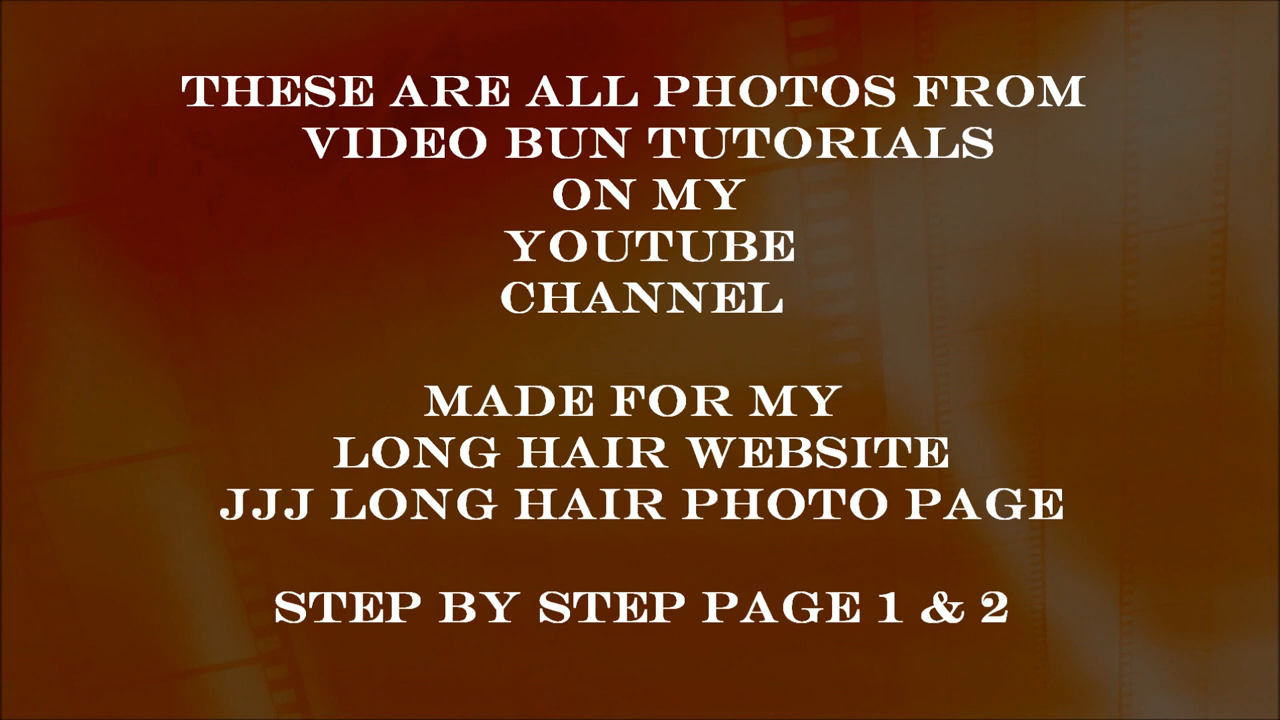 THESE ARE ALL PHOTOS FROM
VIDEO BUN TUTORIALS
ON MY
YOUTUBE
CHANNEL
MADE FOR MY
LONG HAIR WEBSITE
JJJ LONG HAIR PHOTO PAGE
STEP BY STEP PAGE 1 & 2